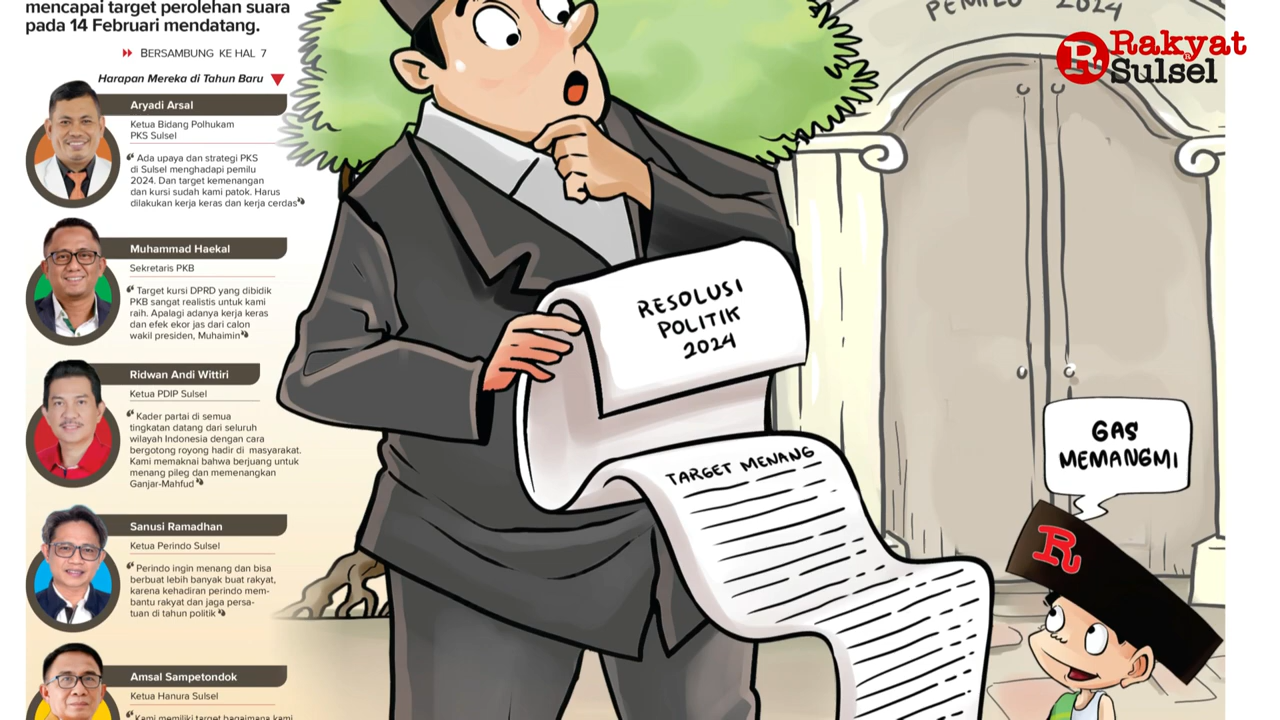 mencapai target perolehan suara
pada 14 Februari mendatang.
BERSAMBUNG KE HAL 7
Harapan Mereka di Tahun Baru
Aryadi Arsal
Ketua Bidang Polhukam
PKS Sulsel
“ Ada upaya dan strategi PKS
di Sulsel menghadapi pemilu
2024. Dan target kemenangan
dan kursi sudah kami patok. Harus
dilakukan kerja keras dan kerja cerdas”
Muhammad Haekal
Sekretaris PKB
“ Target kursi DPRD yang dibidik
PKB sangat realistis untuk kami
raih. Apalagi adanya kerja keras
dan efek ekor jas dari calon
wakil presiden, Muhaimin”
Ridwan Andi Wittiri
Ketua PDIP Sulsel
“ Kader partai di semua
tingkatan datang dari seluruh
wilayah Indonesia dengan cara
bergotong royong hadir di masyarakat.
Kami memaknai bahwa berjuang untuk
menang pileg dan memenangkan
Ganjar-Mahfud ”
Sanusi Ramadhan
Ketua Perindo Sulsel
“ Perindo ingin menang dan bisa
berbuat lebih banyak buat rakyat,
karena kehadiran perindo mem-
bantu rakyat dan jaga persa-
tuan di tahun politik ”
Amsal Sampetondok
Ketua Hanura Sulsel
“Kami memiliki target bagaimana kami
PEMILU 2024
R Rakyat
Sulsel
RESOLUSI
POLITIK
2024
TARGET MENANG
GAS
MEMANGMI
R